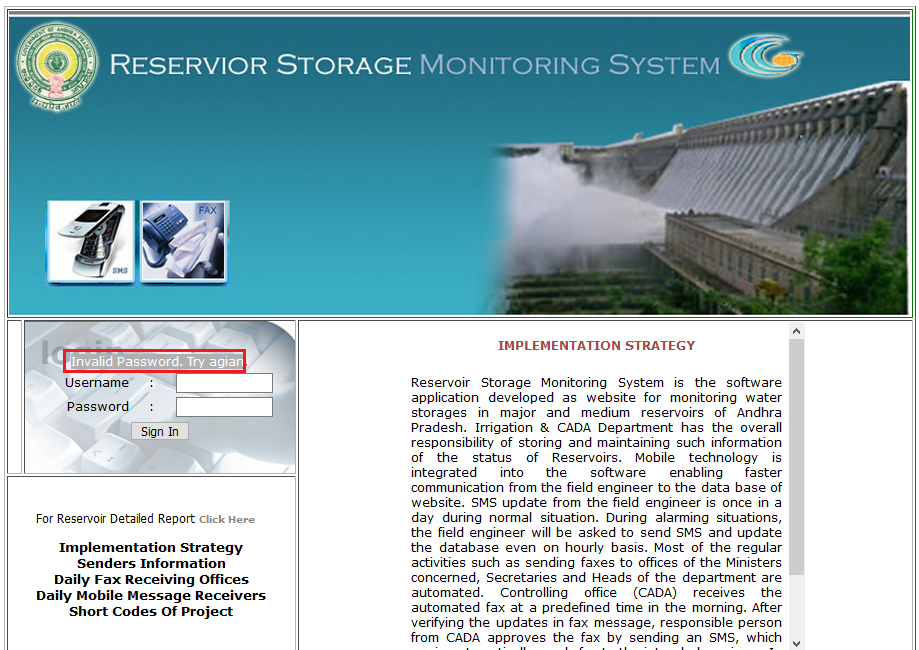 RESERVIOR STORAGE MONITORING SYSTEM
SMS
FAX
login
Invalid Password. Try agian
Username :
Password :
Sign In
For Reservoir Detailed Report Click Here
Implementation Strategy
Senders Information
Daily Fax Receiving Offices
Daily Mobile Message Receivers
Short Codes Of Project
IMPLEMENTATION STRATEGY
Reservoir Storage Monitoring System is the software
application developed as website for monitoring water
storages in major and medium reservoirs of Andhra
Pradesh. Irrigation & CADA Department has the overall
responsibility of storing and maintaining such information
of the status of Reservoirs. Mobile technology is
integrated into the software enabling faster
communication from the field engineer to the data base of
website. SMS update from the field engineer is once in a
day during normal situation. During alarming situations,
the field engineer will be asked to send SMS and update
the database even on hourly basis. Most of the regular
activities such as sending faxes to offices of the Ministers
concerned, Secretaries and Heads of the department are
automated. Controlling office (CADA) receives the
automated fax at a predefined time in the morning. After
verifying the updates in fax message, responsible person
from CADA approves the fax by sending an SMS, which